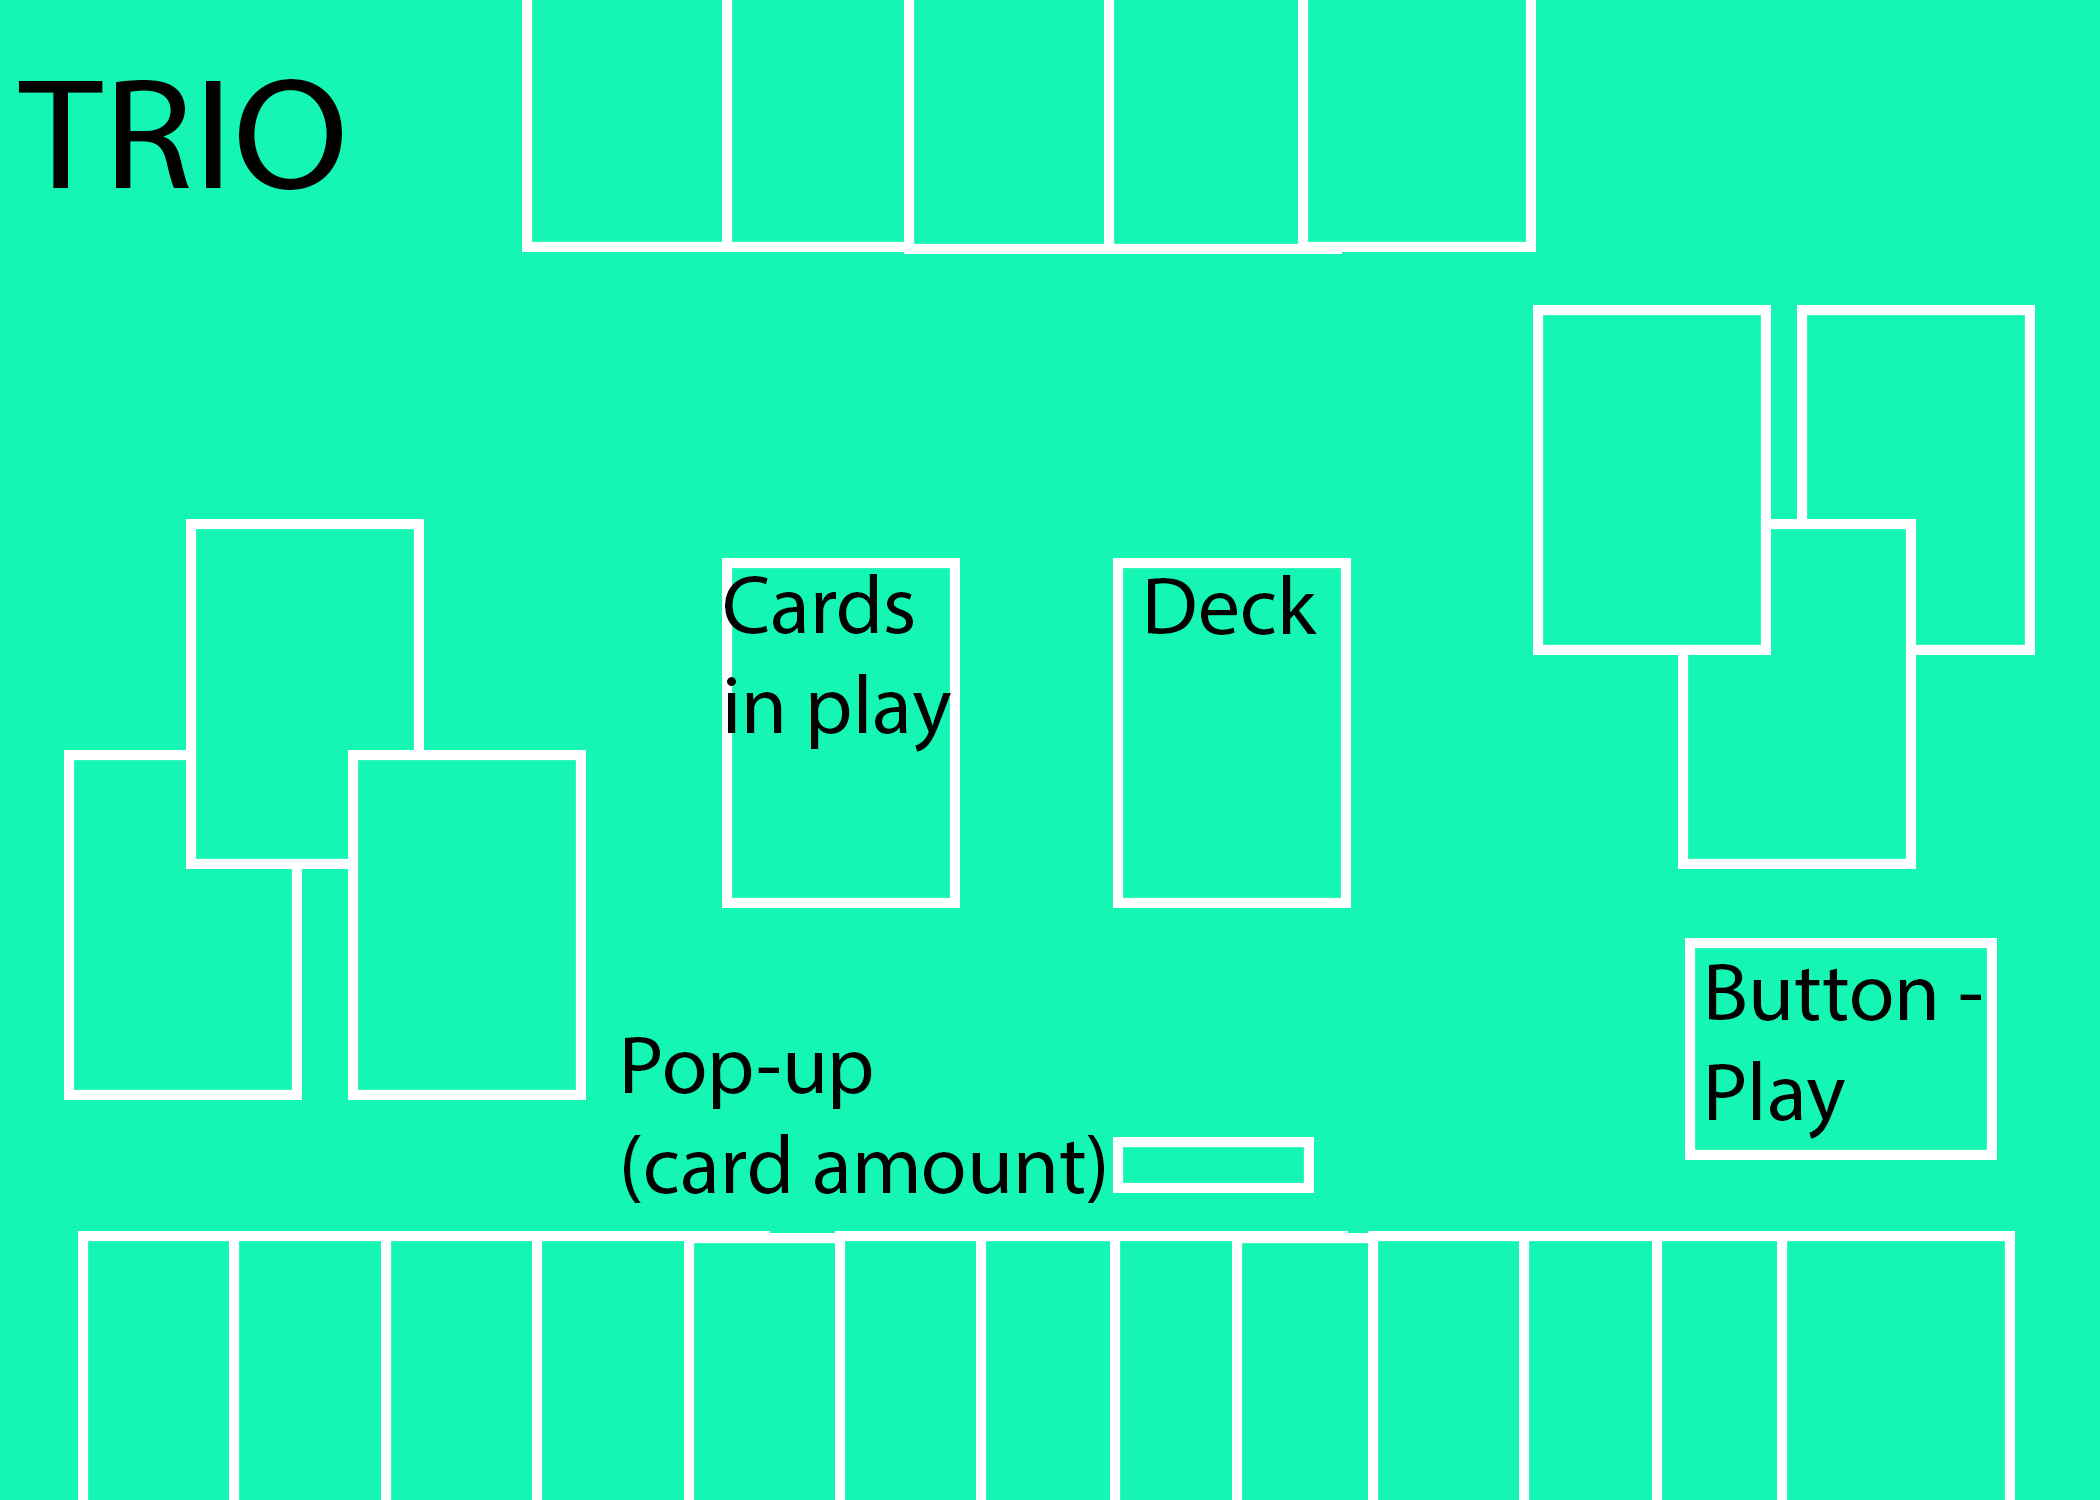 TRIO
Cards
in play
Deck
Button -
Play
Pop-up
(card amount)